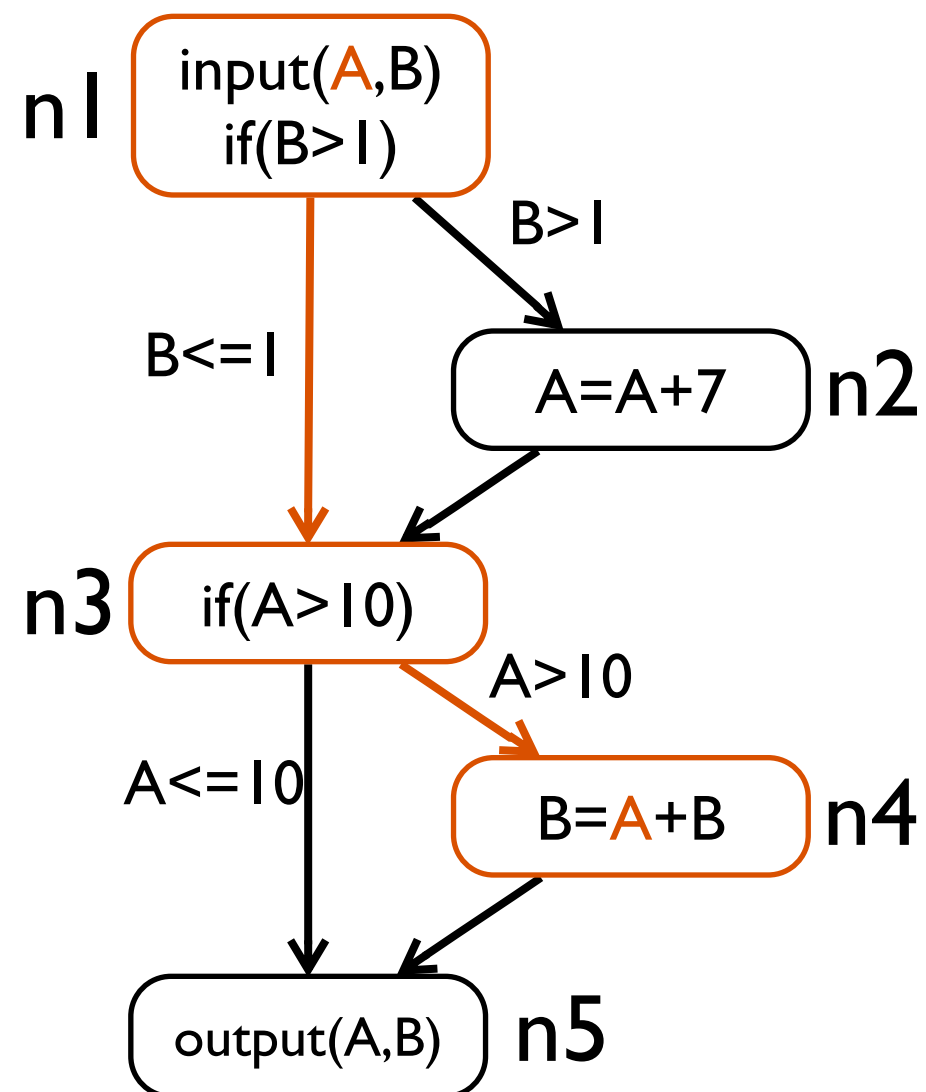 n1
input(A,B)
if(B>1)
B>1
B<=1
A=A+7
n2
n3
if(A>10)
A>10
A<=10
B=A+B
n4
output(A,B)
n5